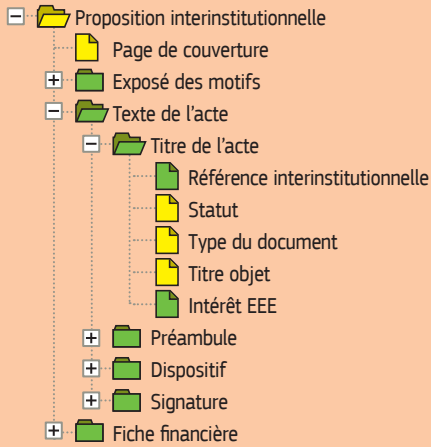 Proposition interinstitutionnelle
Page de couverture
Exposé des motifs
Texte de l'acte
Titre de l'acte
Référence interinstitutionnelle
Statut
Type du document
Titre objet
Intérêt EEE
Préambule
Dispositif
Signature
Fiche financière